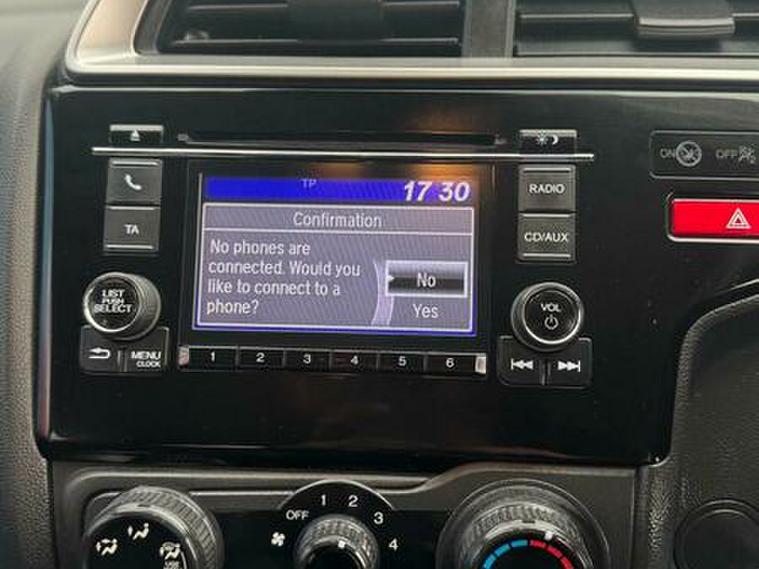 TP 17 30
Confirmation
No phones are
connected. Would you
like to connect to a
phone?
No
Yes
TA
LIST
PUSH
SELECT
MENU
CLOCK
1 2 3 4 5 6
RADIO
CD/AUX
VOL
ON
OFF
OFF 1 2 3 4